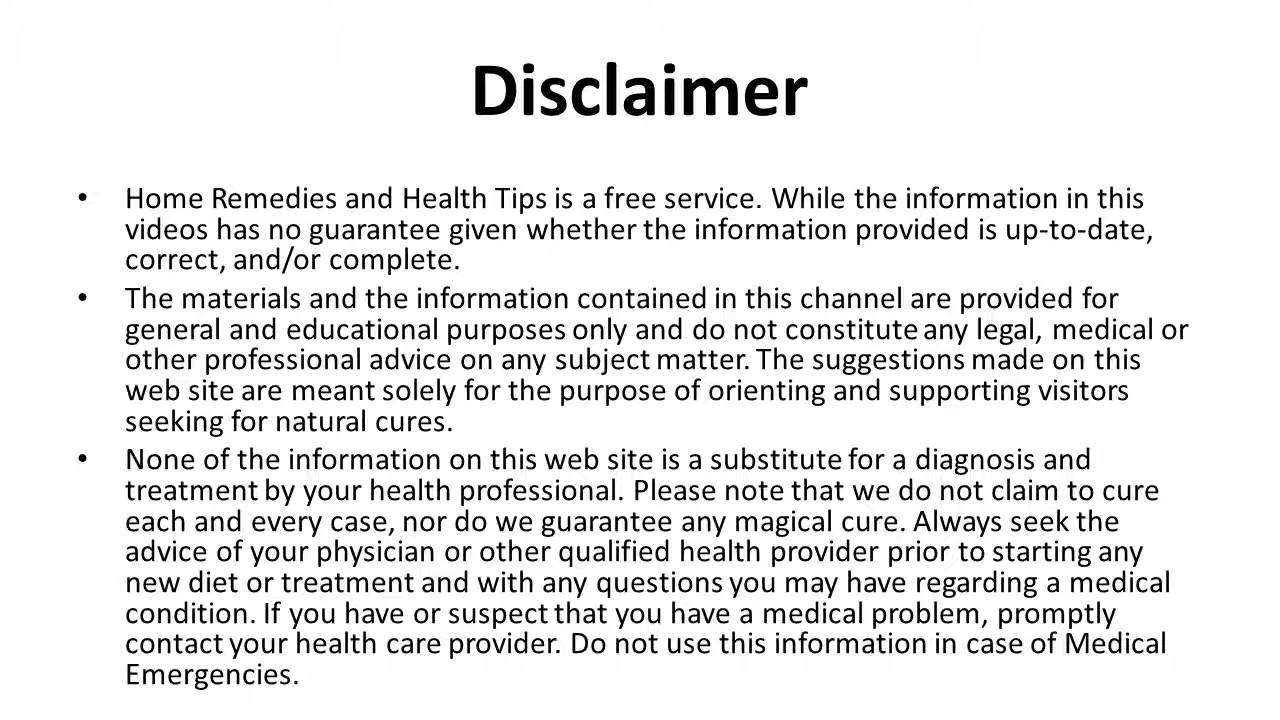 Disclaimer
• Home Remedies and Health Tips is a free service. While the information in this
videos has no guarantee given whether the information provided is up-to-date,
correct, and/or complete.
• The materials and the information contained in this channel are provided for
general and educational purposes only and do not constitute any legal, medical or
other professional advice on any subject matter. The suggestions made on this
web site are meant solely for the purpose of orienting and supporting visitors
seeking for natural cures.
• None of the information on this web site is a substitute for a diagnosis and
treatment by your health professional. Please note that we do not claim to cure
each and every case, nor do we guarantee any magical cure. Always seek the
advice of your physician or other qualified health provider prior to starting any
new diet or treatment and with any questions you may have regarding a medical
condition. If you have or suspect that you have a medical problem, promptly
contact your health care provider. Do not use this information in case of Medical
Emergencies.